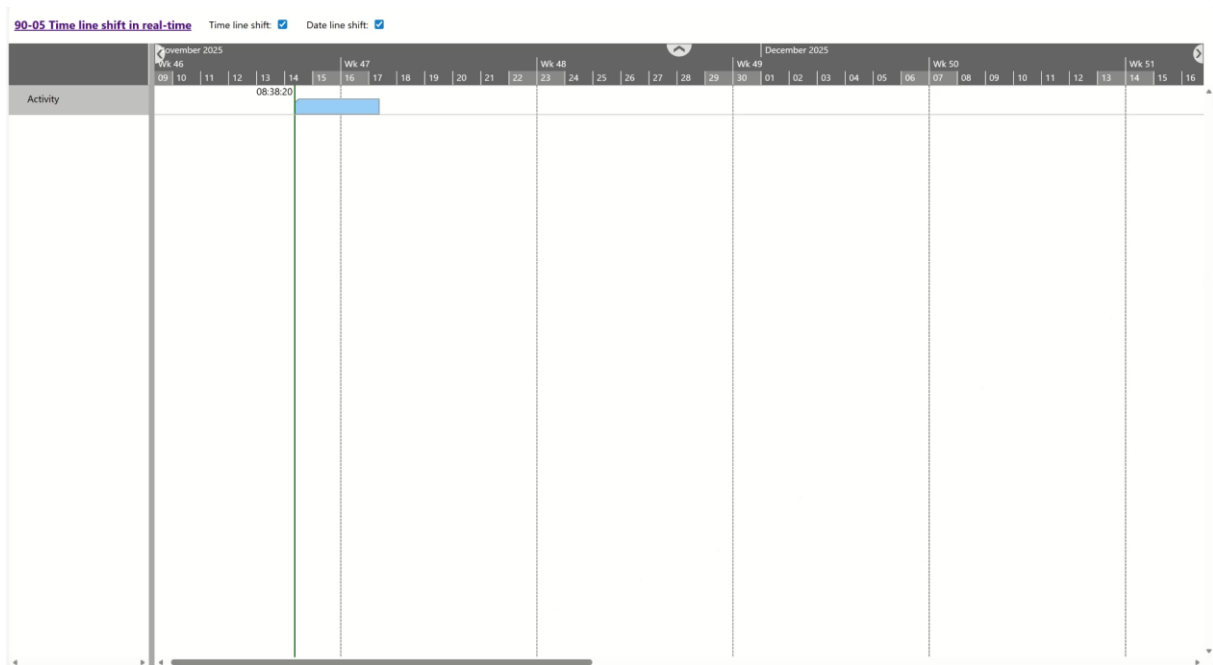 90-05 Time line shift in real-time Time line shift: Date line shift:
ovember 2025 December 2025
Wk 46 Wk 47 Wk 48 Wk 49 Wk 50 Wk 51
09 10 11 12 13 14 15 16 17 18 19 20 21 22 23 24 25 26 27 28 29 30 01 02 03 04 05 06 07 08 09 10 11 12 13 14 15 16
08:38:20
Activity